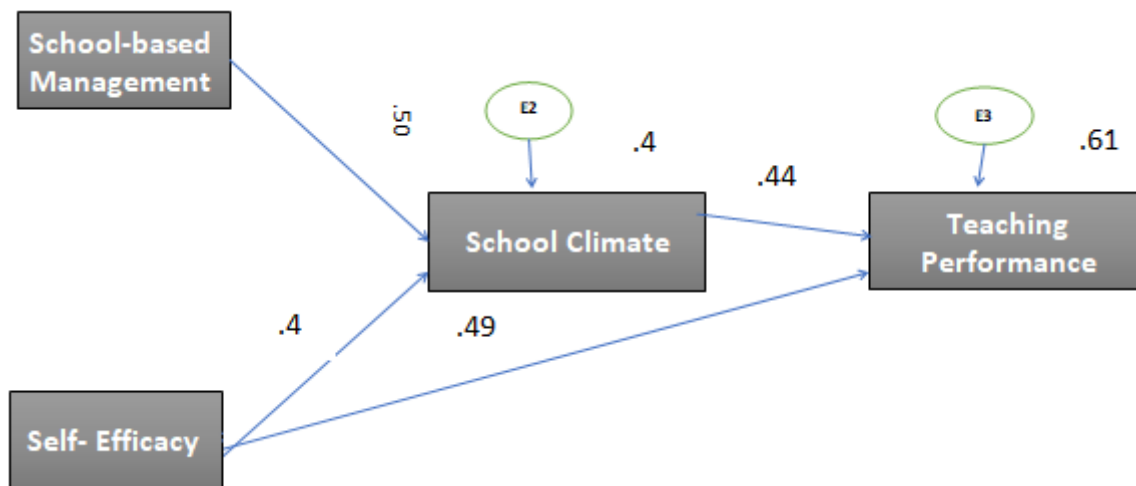 School-based
Management
.50
E2
.4
.44
E3
.61
School Climate
Teaching
Performance
.4
.49
Self- Efficacy